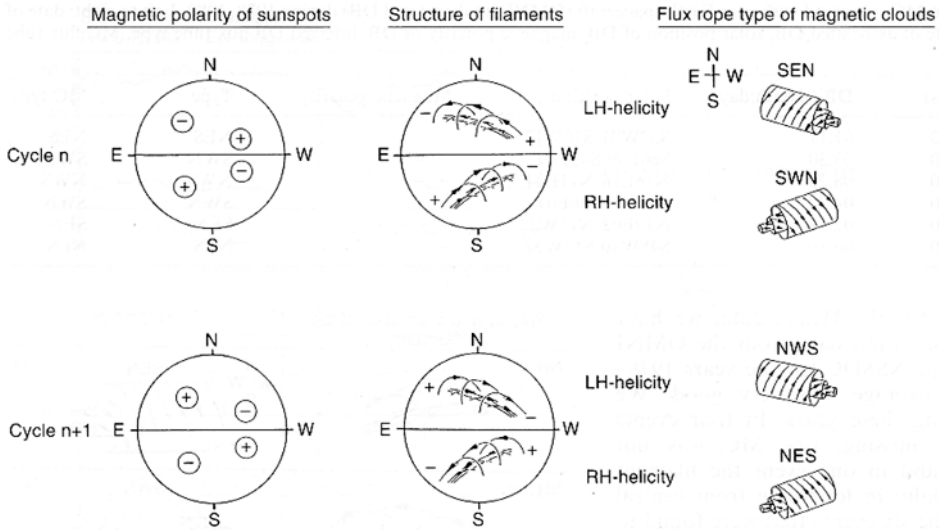 Magnetic polarity of sunspots Structure of filaments Flux rope type of magnetic clouds
N N N
E W SEN
S
LH-helicity
− + − +
Cycle n E W
− + − +
RH-helicity SWN
S S
N N
NWS
LH-helicity
+ − + −
Cycle n+1 E W E W
− + − +
RH-helicity NES
S S